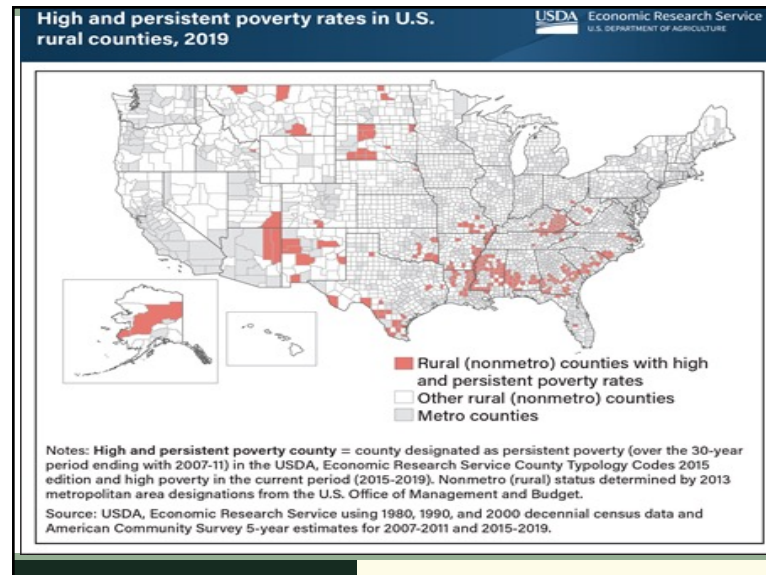 High and persistent poverty rates in U.S.
rural counties, 2019
USDA Economic Research Service
U.S. DEPARTMENT OF AGRICULTURE
Rural (nonmetro) counties with high
and persistent poverty rates
Other rural (nonmetro) counties
Metro counties
Notes: High and persistent poverty county = county designated as persistent poverty (over the 30-year
period ending with 2007-11) in the USDA, Economic Research Service County Typology Codes 2015
edition and high poverty in the current period (2015-2019). Nonmetro (rural) status determined by 2013
metropolitan area designations from the U.S. Office of Management and Budget.
Source: USDA, Economic Research Service using 1980, 1990, and 2000 decennial census data and
American Community Survey 5-year estimates for 2007-2011 and 2015-2019.